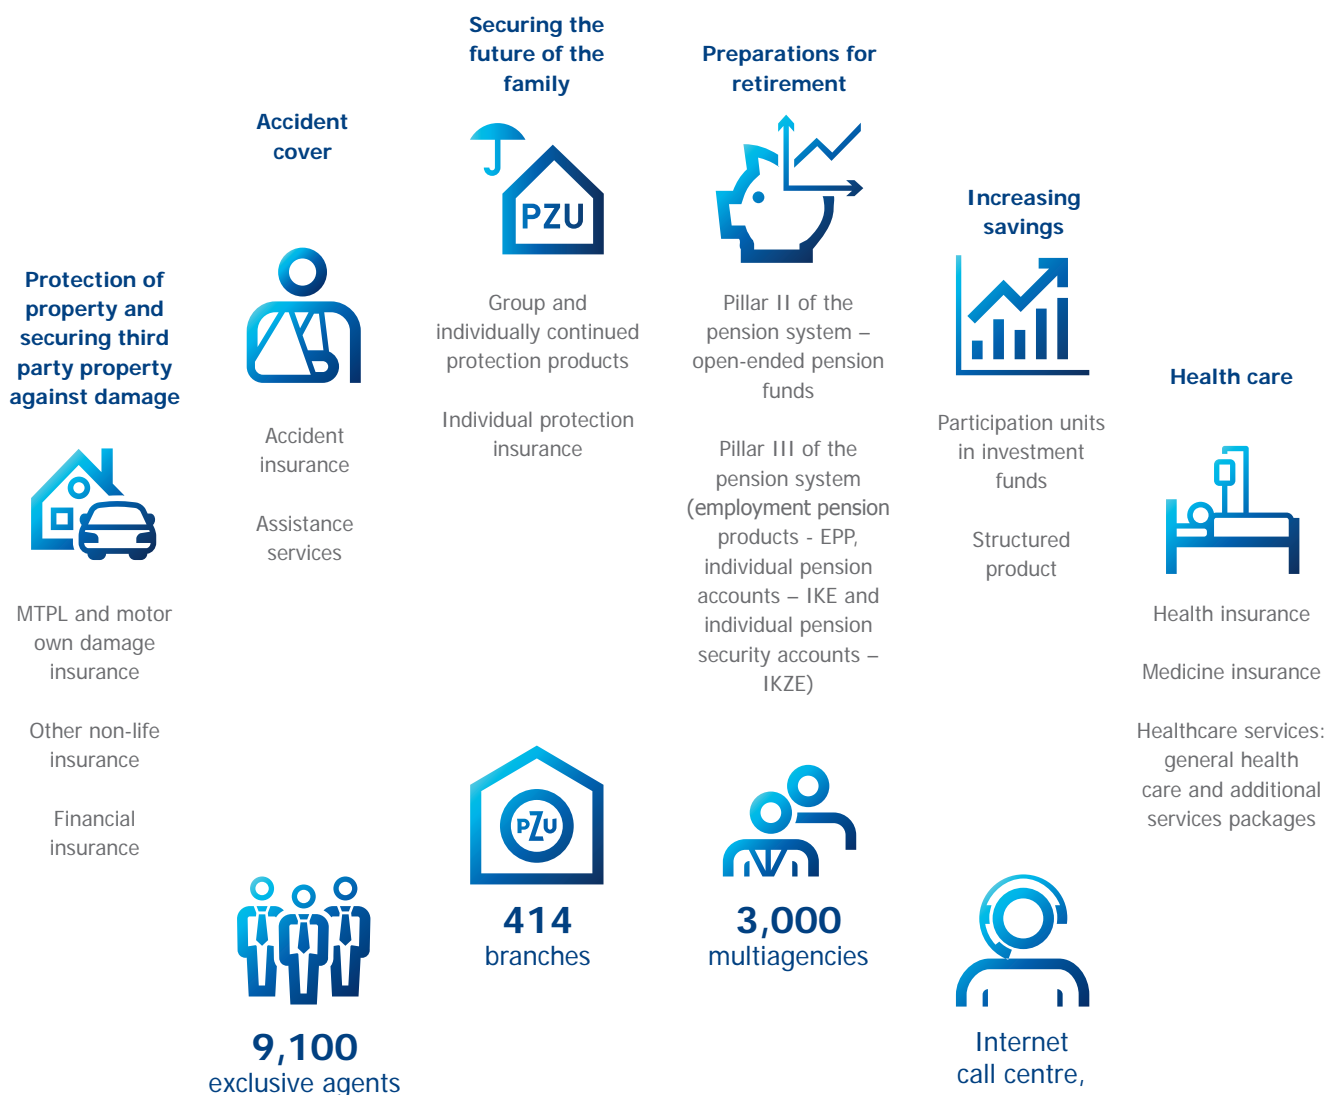 Protection of
property and
securing third
party property
against damage
MTPL and motor
own damage
insurance
Other non-life
insurance
Financial
insurance
Accident
cover
Accident
insurance
Assistance
services
Securing the
future of the
family
PZU
Group and
individually continued
protection products
Individual protection
insurance
Preparations for
retirement
Pillar II of the
pension system –
open-ended pension
funds
Pillar III of the
pension system
(employment pension
products - EPP,
individual pension
accounts – IKE and
individual pension
security accounts –
IKZE)
Increasing
savings
Participation units
in investment
funds
Structured
product
Health care
Health insurance
Medicine insurance
Healthcare services:
general health
care and additional
services packages
9,100
exclusive agents
PZU
414
branches
3,000
multiagencies
Internet
call centre,